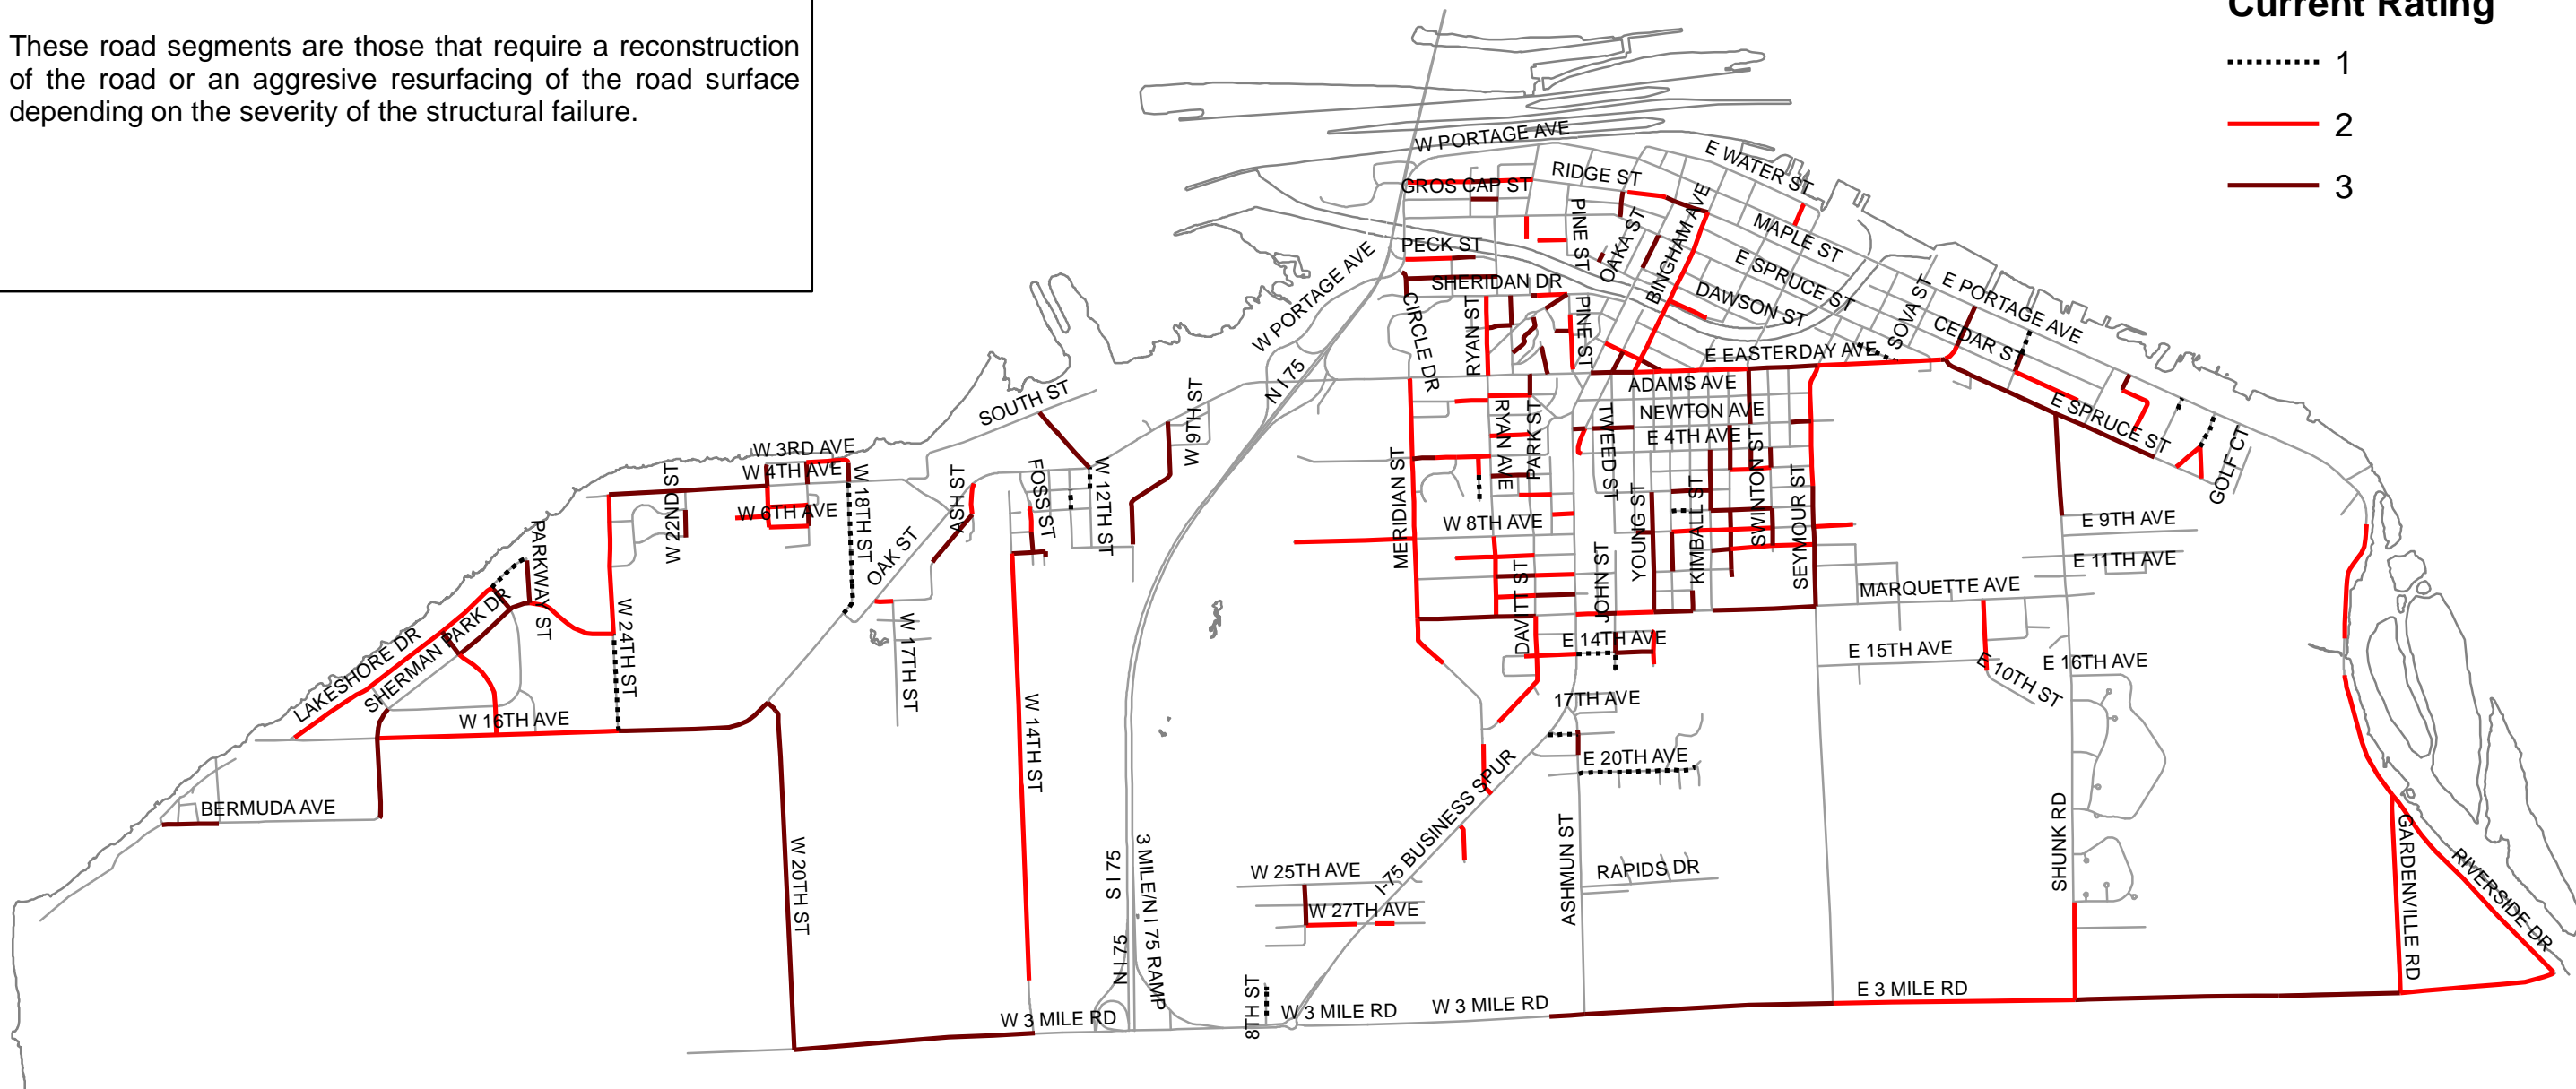 Current Rating
These road segments are those that require a reconstruction
of the road or an aggresive resurfacing of the road surface
depending on the severity of the structural failure.
1
2
3
W PORTAGE AVE
E WATER ST
RIDGE ST
GROS CAP ST
PINE ST
OAKA ST
BINGHAM AVE
MAPLE ST
PECK ST
W PORTAGE AVE
E SPRUCE ST
E PORTAGE AVE
SHERIDAN DR
DAWSON ST
SOVA ST
CIRCLE DR
RYAN ST
PINE ST
CEDAR ST
N I 75
E EASTERDAY AVE
ADAMS AVE
SOUTH ST
W 9TH ST
RYAN AVE
PARK ST
TWEED ST
NEWTON AVE
E 4TH AVE
E SPRUCE ST
GOLF CT
W 3RD AVE
W 4TH AVE
W 22ND ST
W 18TH ST
ASH ST
FOSS ST
W 12TH ST
MERIDIAN ST
YOUNG ST
KIMBALL ST
SWINTON ST
SEYMOUR ST
W 6TH AVE
W 8TH AVE
E 9TH AVE
PARKWAY ST
OAK ST
E 11TH AVE
DAVITT ST
JOHN ST
MARQUETTE AVE
PARK DR
LAKESHORE DR
SHERMAN
W 24TH ST
W 17TH ST
E 14TH AVE
E 15TH AVE
E 16TH AVE
E 10TH ST
W 16TH AVE
W 14TH ST
17TH AVE
E 20TH AVE
BERMUDA AVE
W 20TH ST
S I 75
3 MILE/N I 75 RAMP
I-75 BUSINESS SPUR
ASHMUN ST
RAPIDS DR
SHUNK RD
GARDENVILLE RD
RIVERSIDE DR
W 25TH AVE
W 27TH AVE
N I 75
8TH ST
E 3 MILE RD
W 3 MILE RD
W 3 MILE RD
W 3 MILE RD